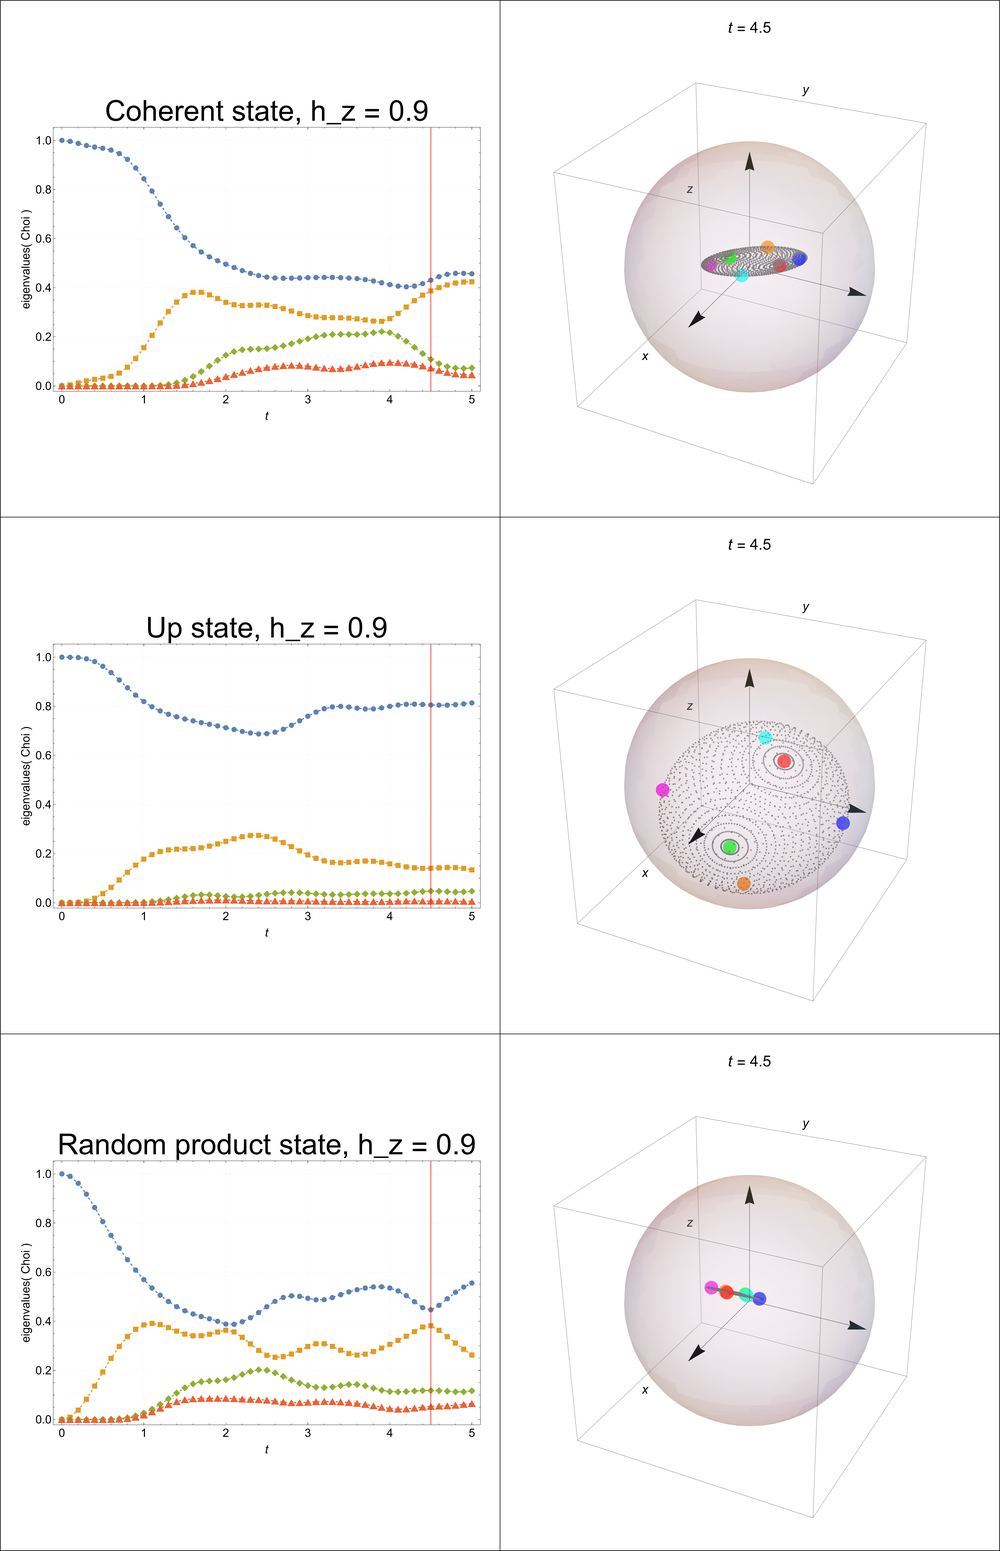 Coherent state, h_z = 0.9
eigenvalues( Choi )
1.0
0.8
0.6
0.4
0.2
0.0
0 1 2 3 4 5
t
t = 4.5
y
z
x
Up state, h_z = 0.9
eigenvalues( Choi )
1.0
0.8
0.6
0.4
0.2
0.0
0 1 2 3 4 5
t
t = 4.5
y
z
x
Random product state, h_z = 0.9
eigenvalues( Choi )
1.0
0.8
0.6
0.4
0.2
0.0
0 1 2 3 4 5
t
t = 4.5
y
z
x